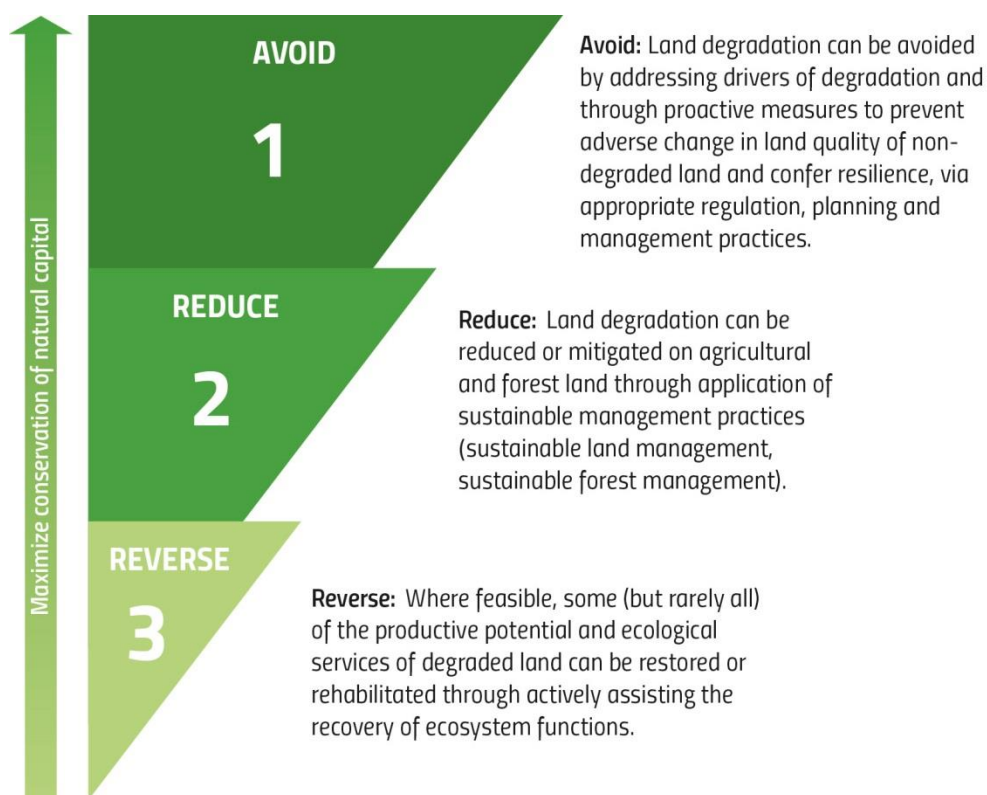 Maximize conservation of natural capital
AVOID
1
Avoid: Land degradation can be avoided
by addressing drivers of degradation and
through proactive measures to prevent
adverse change in land quality of non-
degraded land and confer resilience, via
appropriate regulation, planning and
management practices.
REDUCE
2
Reduce: Land degradation can be
reduced or mitigated on agricultural
and forest land through application of
sustainable management practices
(sustainable land management,
sustainable forest management).
REVERSE
3
Reverse: Where feasible, some (but rarely all)
of the productive potential and ecological
services of degraded land can be restored or
rehabilitated through actively assisting the
recovery of ecosystem functions.